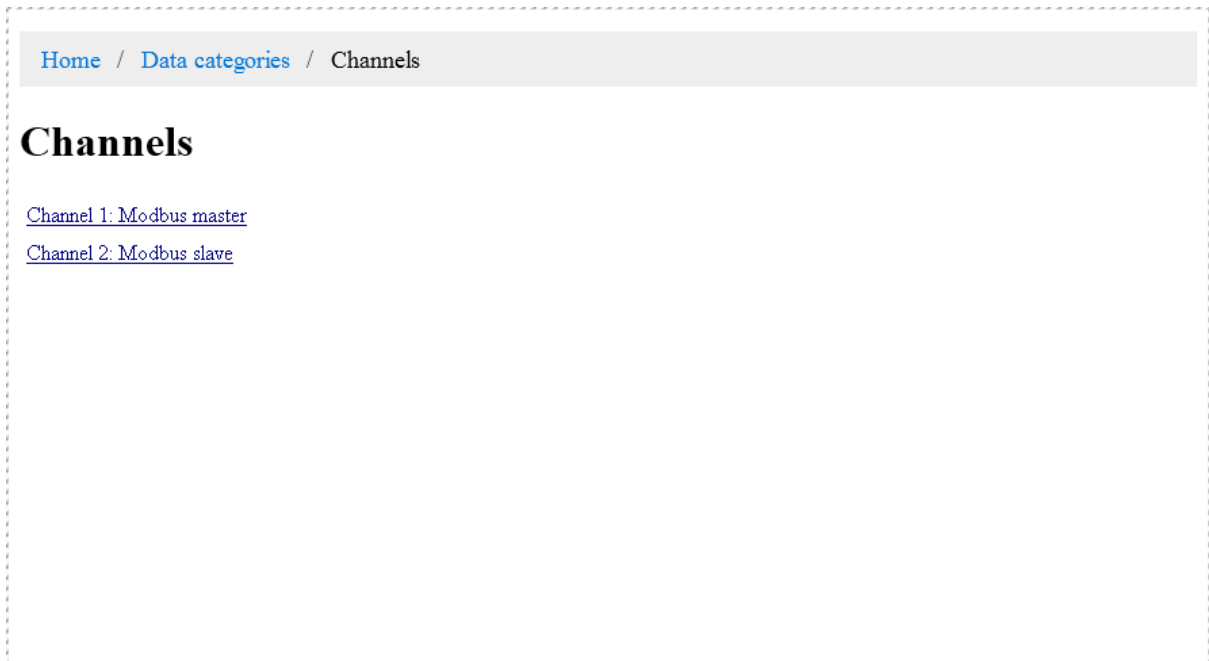 Home / Data categories / Channels
Channels
Channel 1: Modbus master
Channel 2: Modbus slave